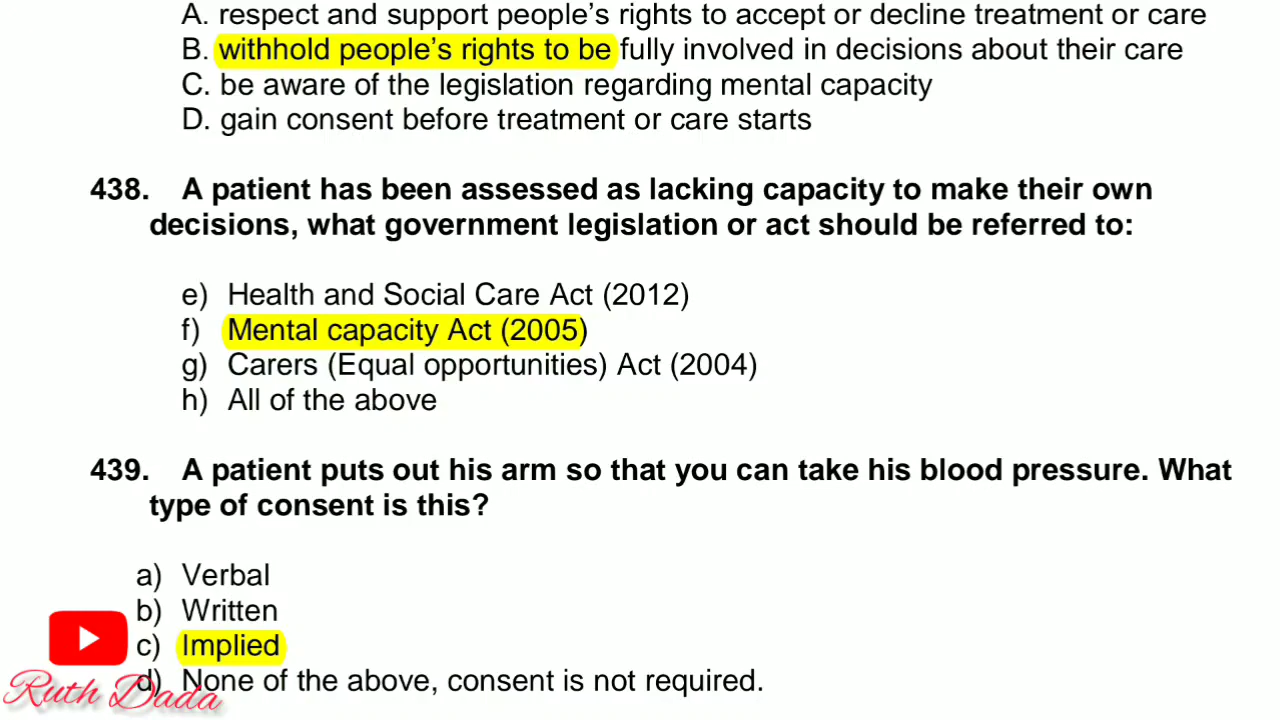 A. respect and support people’s rights to accept or decline treatment or care
B. withhold people’s rights to be fully involved in decisions about their care
C. be aware of the legislation regarding mental capacity
D. gain consent before treatment or care starts
438. A patient has been assessed as lacking capacity to make their own
decisions, what government legislation or act should be referred to:
e) Health and Social Care Act (2012)
f) Mental capacity Act (2005)
g) Carers (Equal opportunities) Act (2004)
h) All of the above
439. A patient puts out his arm so that you can take his blood pressure. What
type of consent is this?
a) Verbal
b) Written
c) Implied
d) None of the above, consent is not required.
Ruth Dada